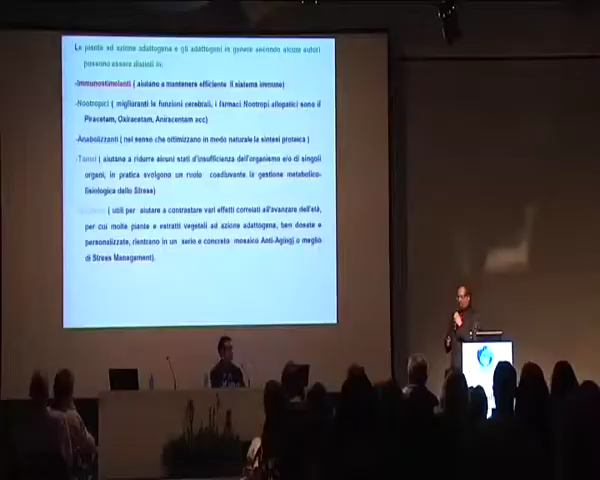 Le piante ad azione adattogena e gli adattogeni in genere secondo alcuni autori
possono essere distinti in:
-Immunostimolanti ( aiutano a mantenere efficiente il sistema immune)
-Nootropici ( miglioranti le funzioni cerebrali, i farmaci Nootropi allopatici sono il
Piracetam, Oxiracetam, Aniracentam ecc)
-Anabolizzanti ( nel senso che ottimizzano in modo naturale la sintesi proteica )
-Tonici ( aiutano a ridurre alcuni stati d'insufficienza dell'organismo e/o di singoli
organi, in pratica svolgono un ruolo coadiuvante la gestione metabolico-
fisiologica dello Stress)
( utili per aiutare a contrastare vari effetti correlati all'avanzare dell'età,
per cui molte piante e estratti vegetali ad azione adattogena, ben dosate e
personalizzate, rientrano in un serio e concreto mosaico Anti-Aging) o meglio
di Stress Management).